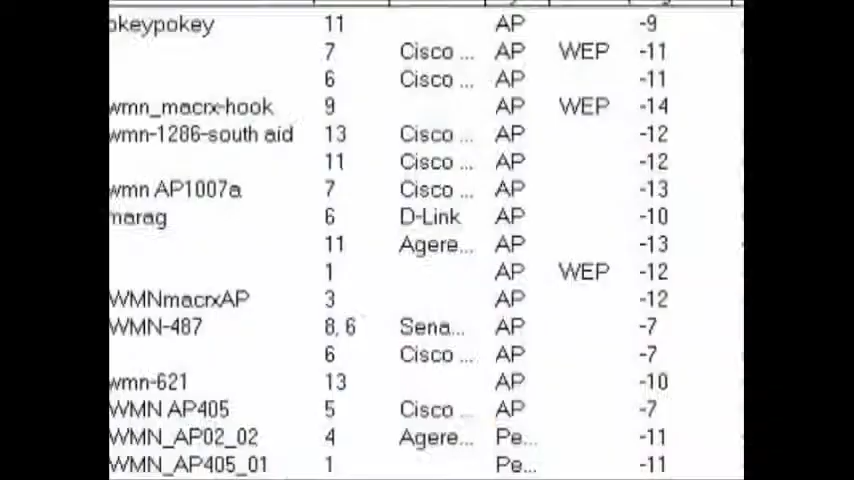 okeypokey 11 AP -9
7 Cisco ... AP WEP -11
6 Cisco ... AP -11
wmn_macrx-hook 9 AP WEP -14
wmn-1286-south aid 13 Cisco ... AP -12
11 Cisco ... AP -12
wmn AP1007a 7 Cisco ... AP -13
marag 6 D-Link AP -10
11 Agere... AP -13
1 AP WEP -12
WMNmacrxAP 3 AP -12
WMN-487 8, 6 Sena... AP -7
6 Cisco ... AP -7
wmn-621 13 AP -10
WMN AP405 5 Cisco ... AP -7
WMN_AP02_02 4 Agere... Pe... -11
WMN_AP405_01 1 Pe... -11